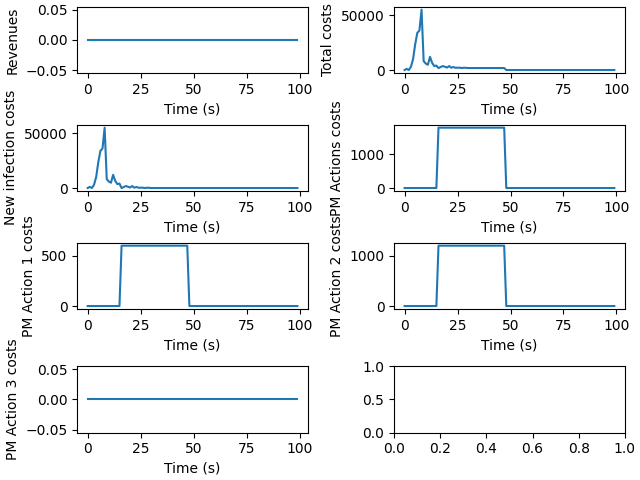 Revenues
0.05
0.00
−0.05
0 25 50 75 100
Time (s)
Total costs
50000
0
0 25 50 75 100
Time (s)
New infection costs
50000
0
0 25 50 75 100
Time (s)
PM Actions costs
1000
0
0 25 50 75 100
Time (s)
PM Action 1 costs
500
0
0 25 50 75 100
Time (s)
PM Action 2 costs
1000
0
0 25 50 75 100
Time (s)
PM Action 3 costs
0.05
0.00
−0.05
0 25 50 75 100
Time (s)
1.0
0.5
0.0
0.0 0.2 0.4 0.6 0.8 1.0